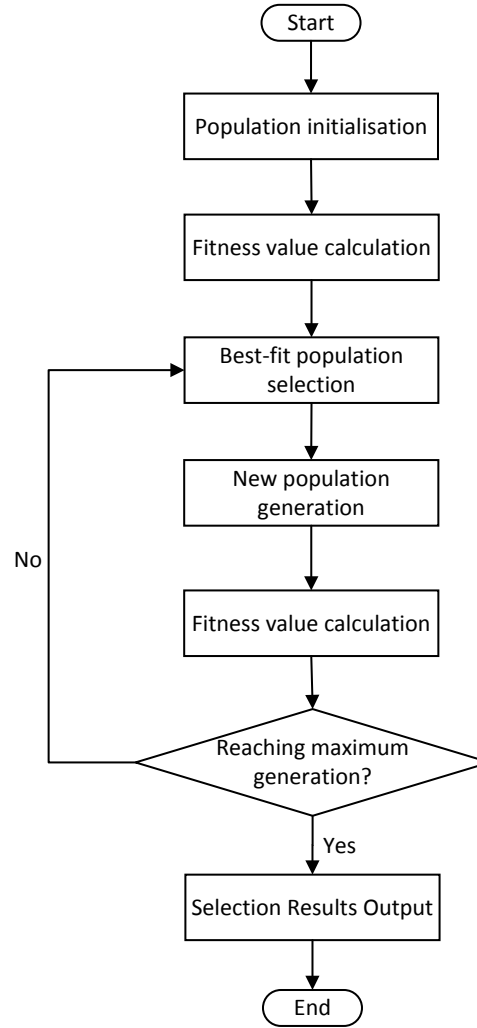 Start
Population initialisation
Fitness value calculation
Best-fit population
selection
New population
generation
No
Fitness value calculation
Reaching maximum
generation?
Yes
Selection Results Output
End